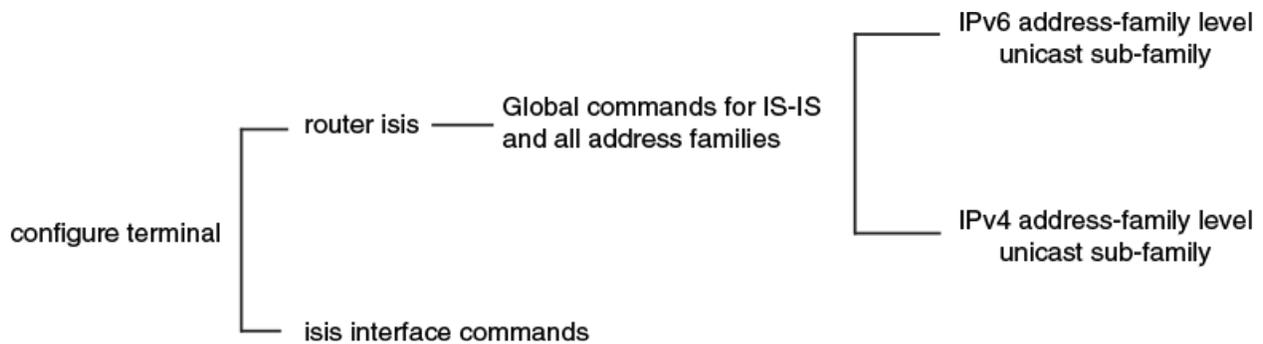 IPv6 address-family level
unicast sub-family
Global commands for IS-IS
and all address families
router isis
IPv4 address-family level
unicast sub-family
configure terminal
isis interface commands